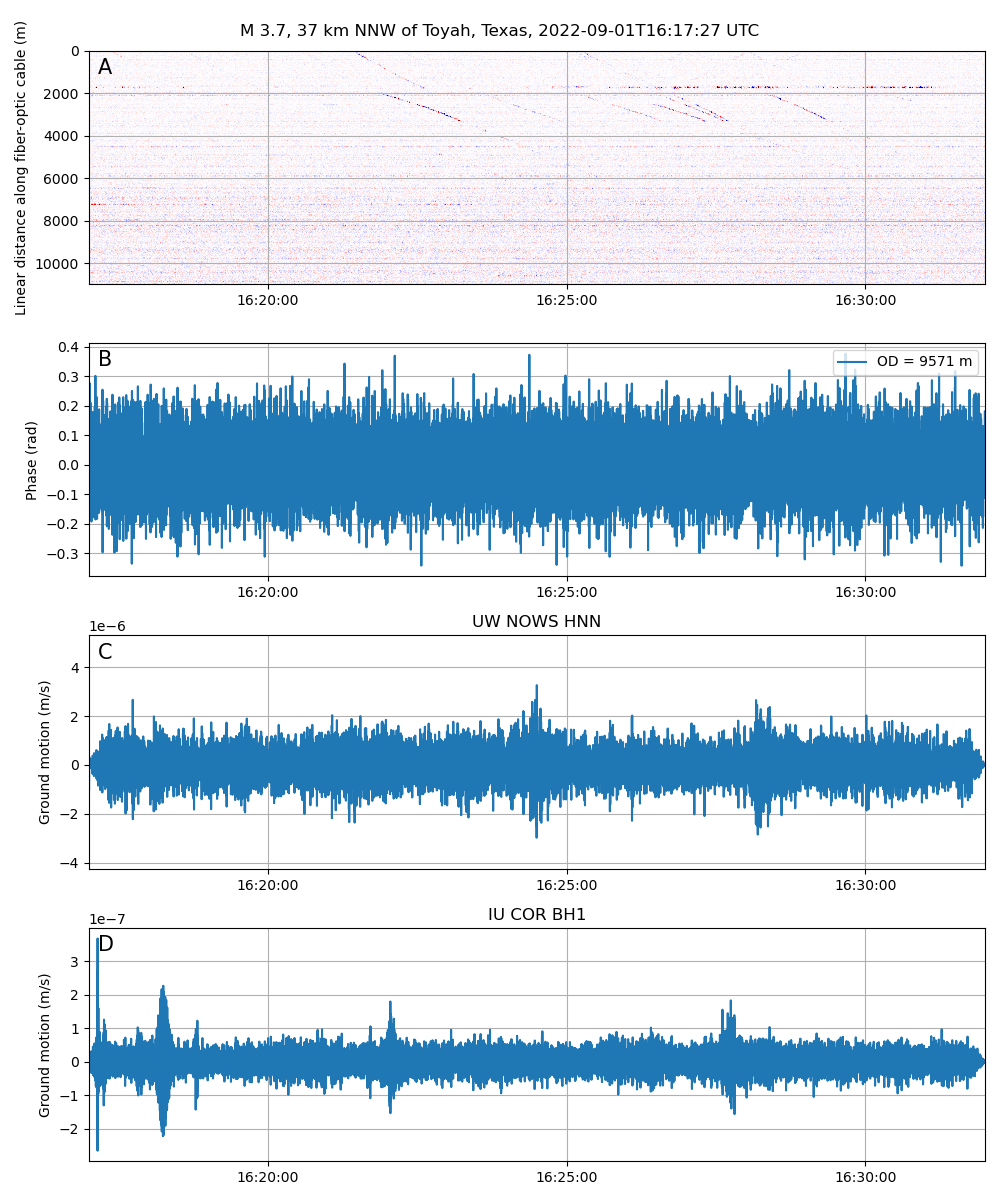 M 3.7, 37 km NNW of Toyah, Texas, 2022-09-01T16:17:27 UTC
Linear distance along fiber-optic cable (m)
A
0
2000
4000
6000
8000
10000
16:20:00 16:25:00 16:30:00
B
OD = 9571 m
Phase (rad)
0.4
0.3
0.2
0.1
0.0
−0.1
−0.2
−0.3
16:20:00 16:25:00 16:30:00
UW NOWS HNN
1e−6
C
Ground motion (m/s)
4
2
0
−2
−4
16:20:00 16:25:00 16:30:00
IU COR BH1
1e−7
D
Ground motion (m/s)
3
2
1
0
−1
−2
16:20:00 16:25:00 16:30:00